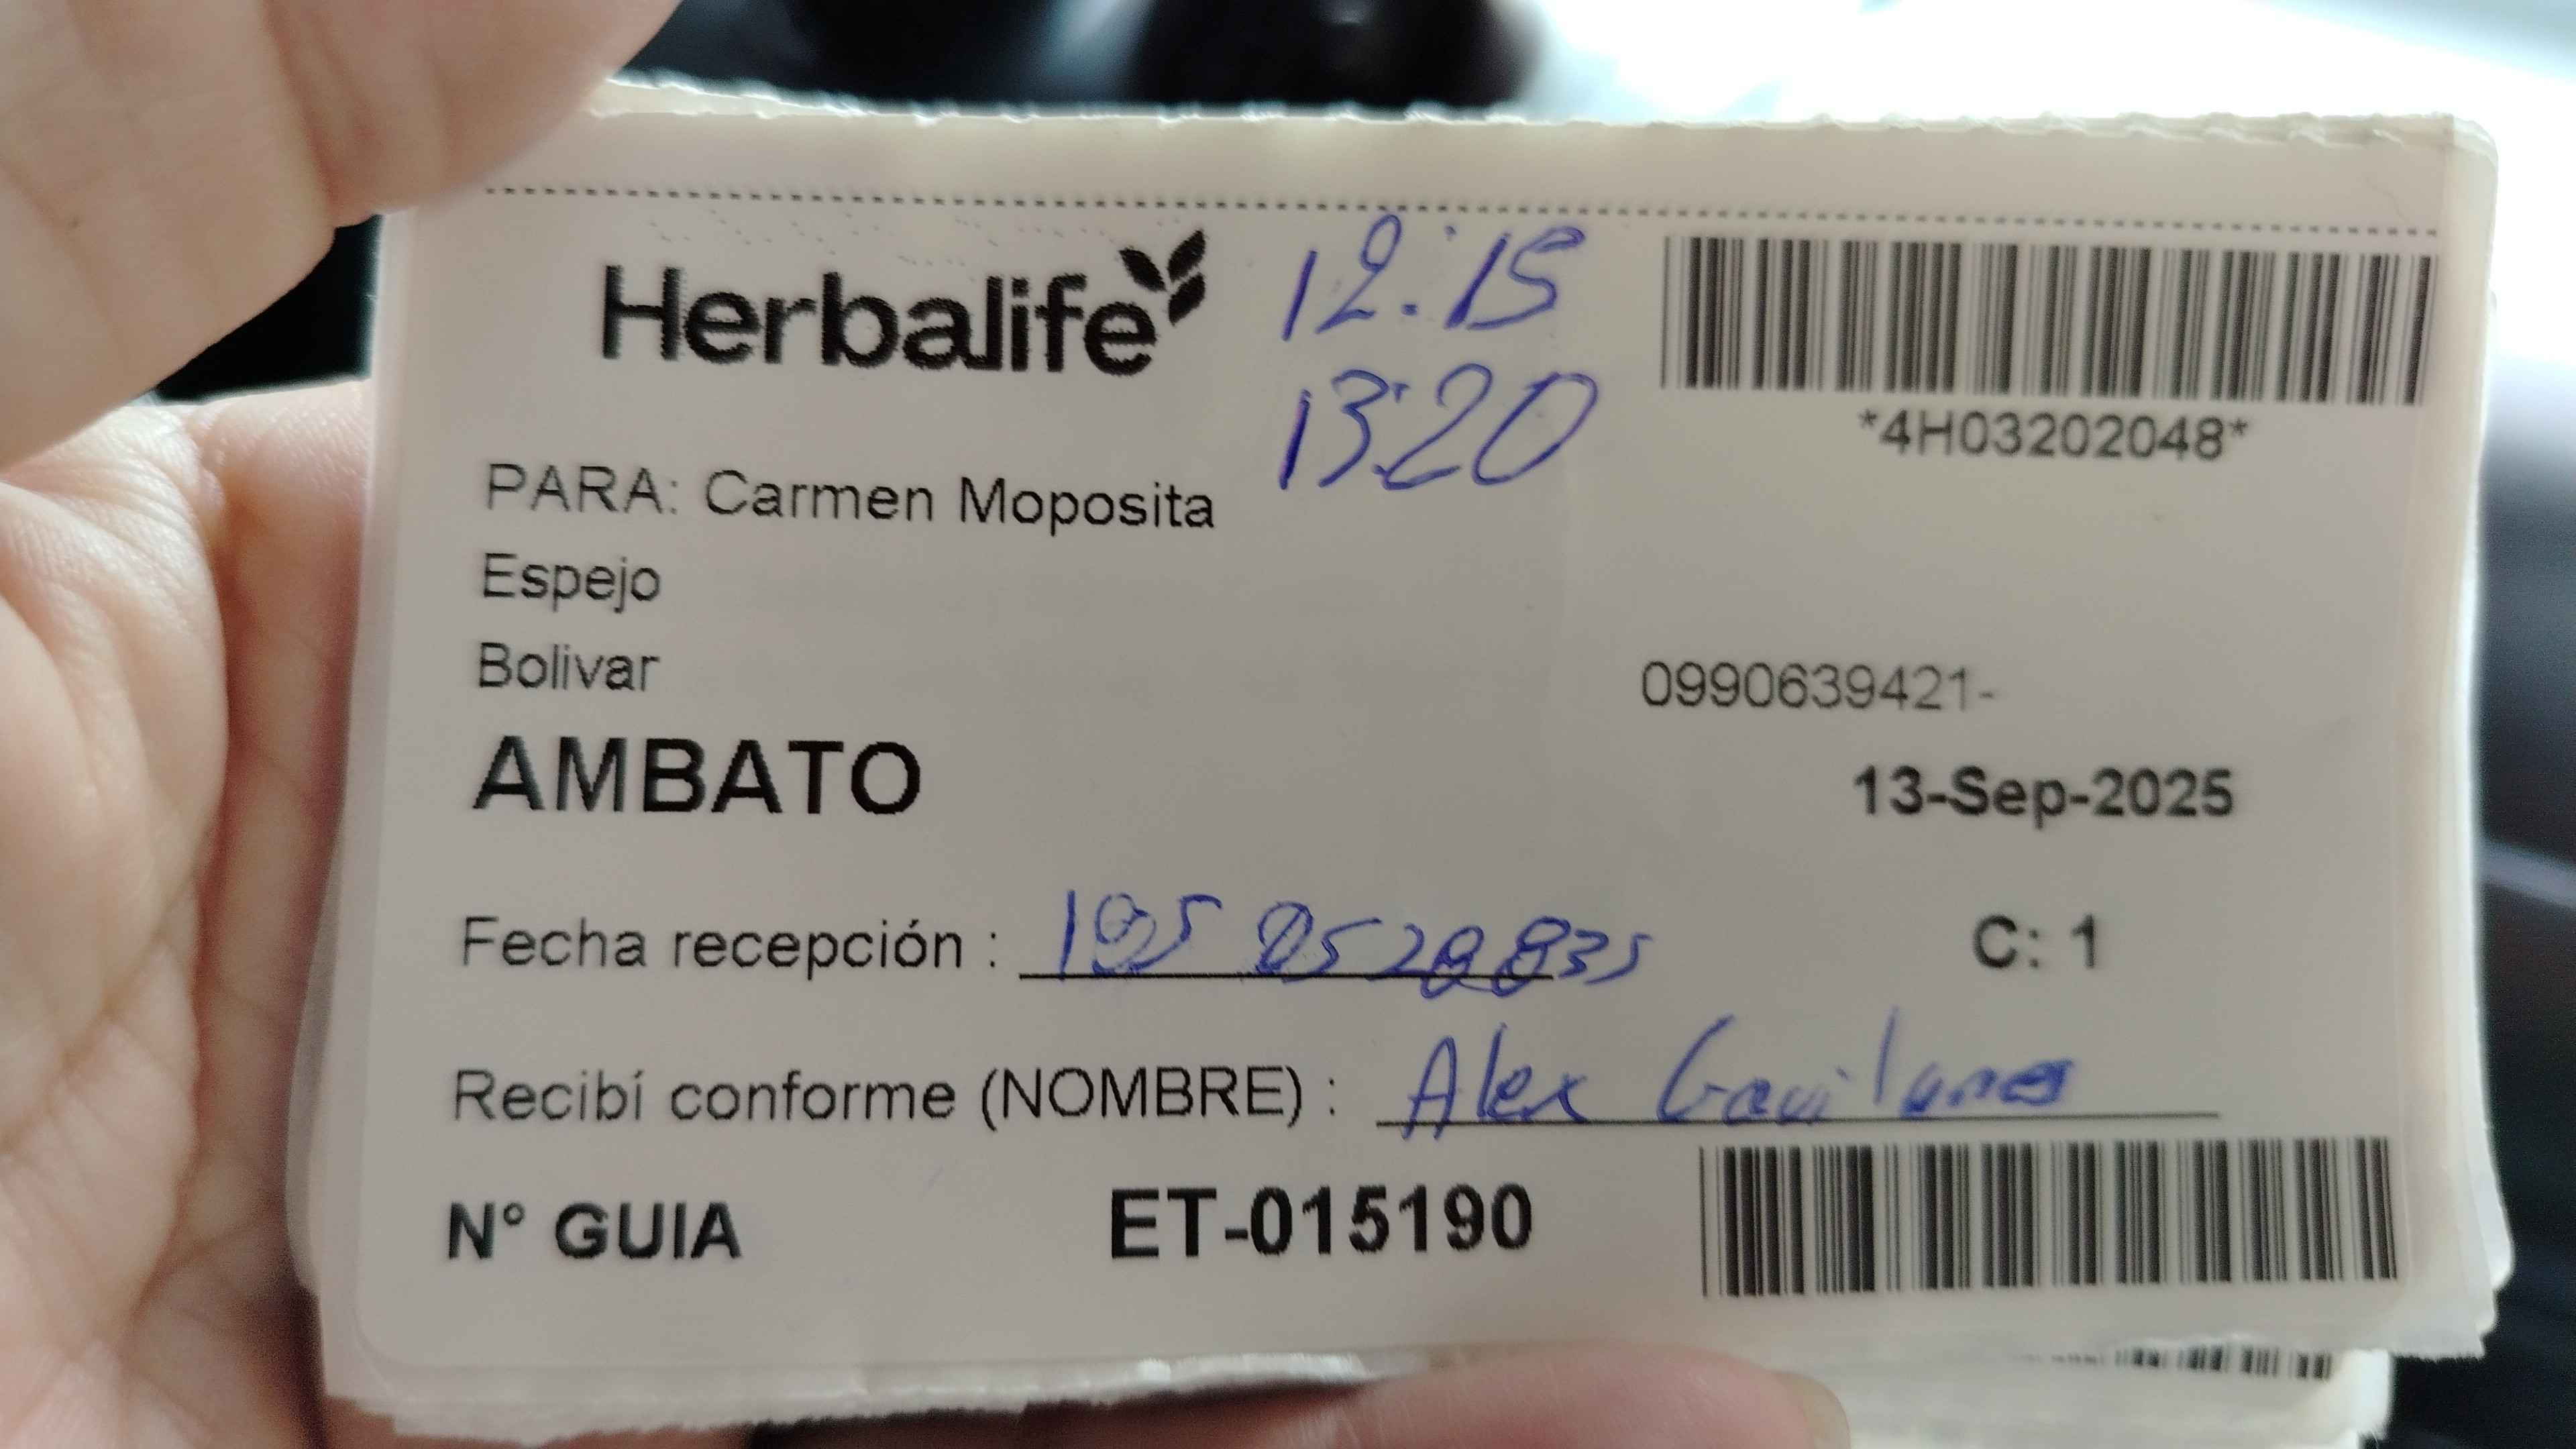 Herbalife
12:15
13:20
*4H03202048*
PARA: Carmen Moposita
Espejo
Bolivar
0990639421-
AMBATO
13-Sep-2025
Fecha recepción :
C: 1
Recibí conforme (NOMBRE) : Alex Gavilanes
N° GUIA ET-015190